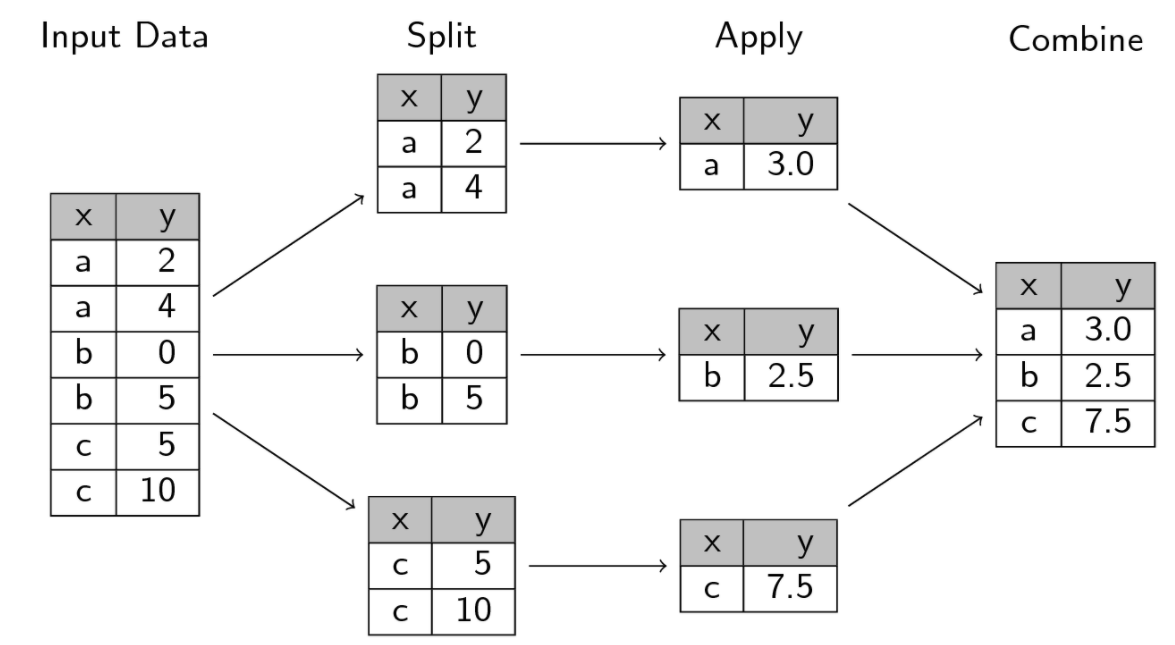 Input Data
Split
Apply
Combine
x y
a 2
a 4
b 0
b 5
c 5
c 10
x y
a 2
a 4
x y
b 0
b 5
x y
c 5
c 10
x y
a 3.0
x y
b 2.5
x y
c 7.5
x y
a 3.0
b 2.5
c 7.5